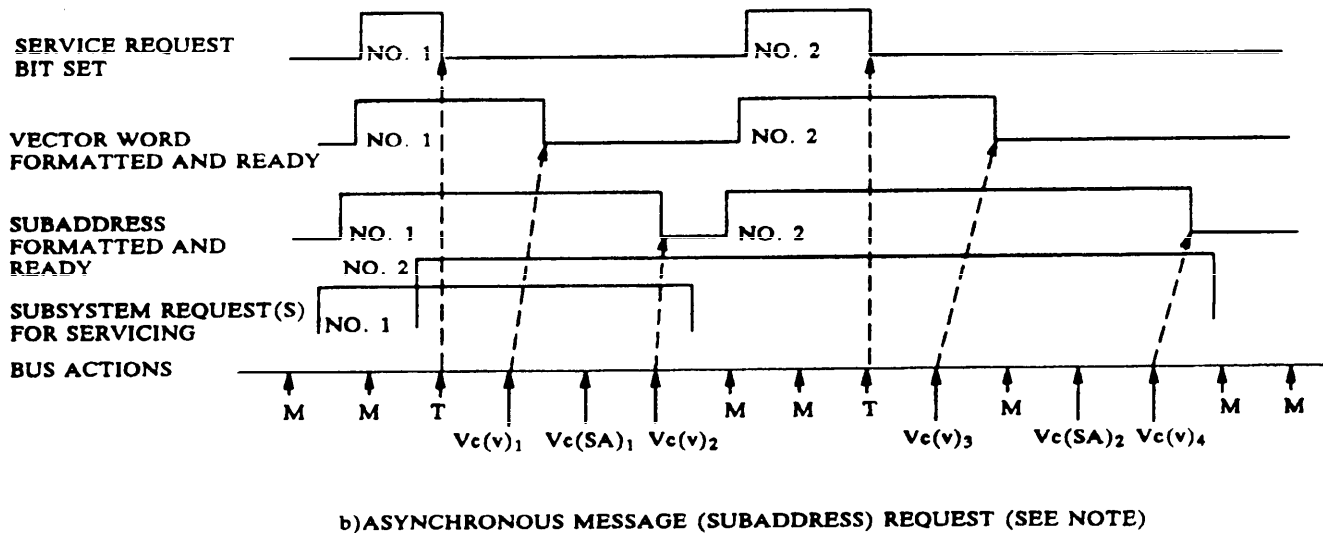 SERVICE REQUEST
BIT SET
NO. 1
NO. 2
VECTOR WORD
FORMATTED AND READY
NO. 1
NO. 2
SUBADDRESS
FORMATTED AND
READY
NO. 1
NO. 2
NO. 2
SUBSYSTEM REQUEST(S)
FOR SERVICING
NO. 1
BUS ACTIONS
M M T M M T M M M
Vc(v)₁ Vc(SA)₁ Vc(v)₂ Vc(v)₃ Vc(SA)₂ Vc(v)₄
b)ASYNCHRONOUS MESSAGE (SUBADDRESS) REQUEST (SEE NOTE)